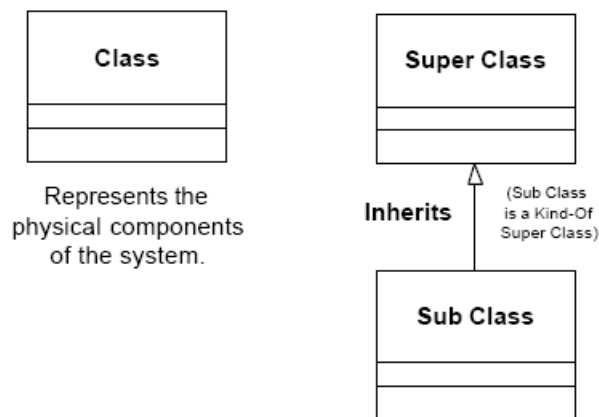 Class
Represents the
physical components
of the system.
Super Class
Inherits
(Sub Class
is a Kind-Of
Super Class)
Sub Class